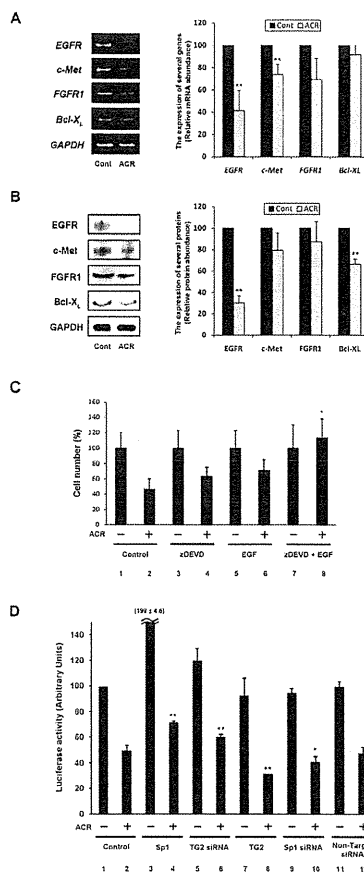 A
EGFR
c-Met
FGFR1
Bcl-XL
GAPDH
Cont ACR
The expression of several genes
(Relative mRNA abundance)
100
80
60
40
20
0
Cont ACR
**
**
EGFR c-Met FGFR1 Bcl-XL
B
EGFR
c-Met
FGFR1
Bcl-XL
GAPDH
Cont ACR
The expression of several proteins
(Relative protein abundance)
120
100
80
60
40
20
0
Cont ACR
**
**
EGFR c-Met FGFR1 Bcl-XL
C
Cell number (%)
160
140
120
100
80
60
40
20
0
*
ACR − + − + − + − +
Control zDEVD EGF zDEVD + EGF
1 2 3 4 5 6 7 8
D
Luciferase activity (Arbitrary Units)
140
120
100
80
60
40
20
0
**
**
**
*
ACR − + − + − + − + − + − +
Control Sp1 TG2 siRNA TG2 Sp1 siRNA Non-Targ
siRNA
1 2 3 4 5 6 7 8 9 10 11 1